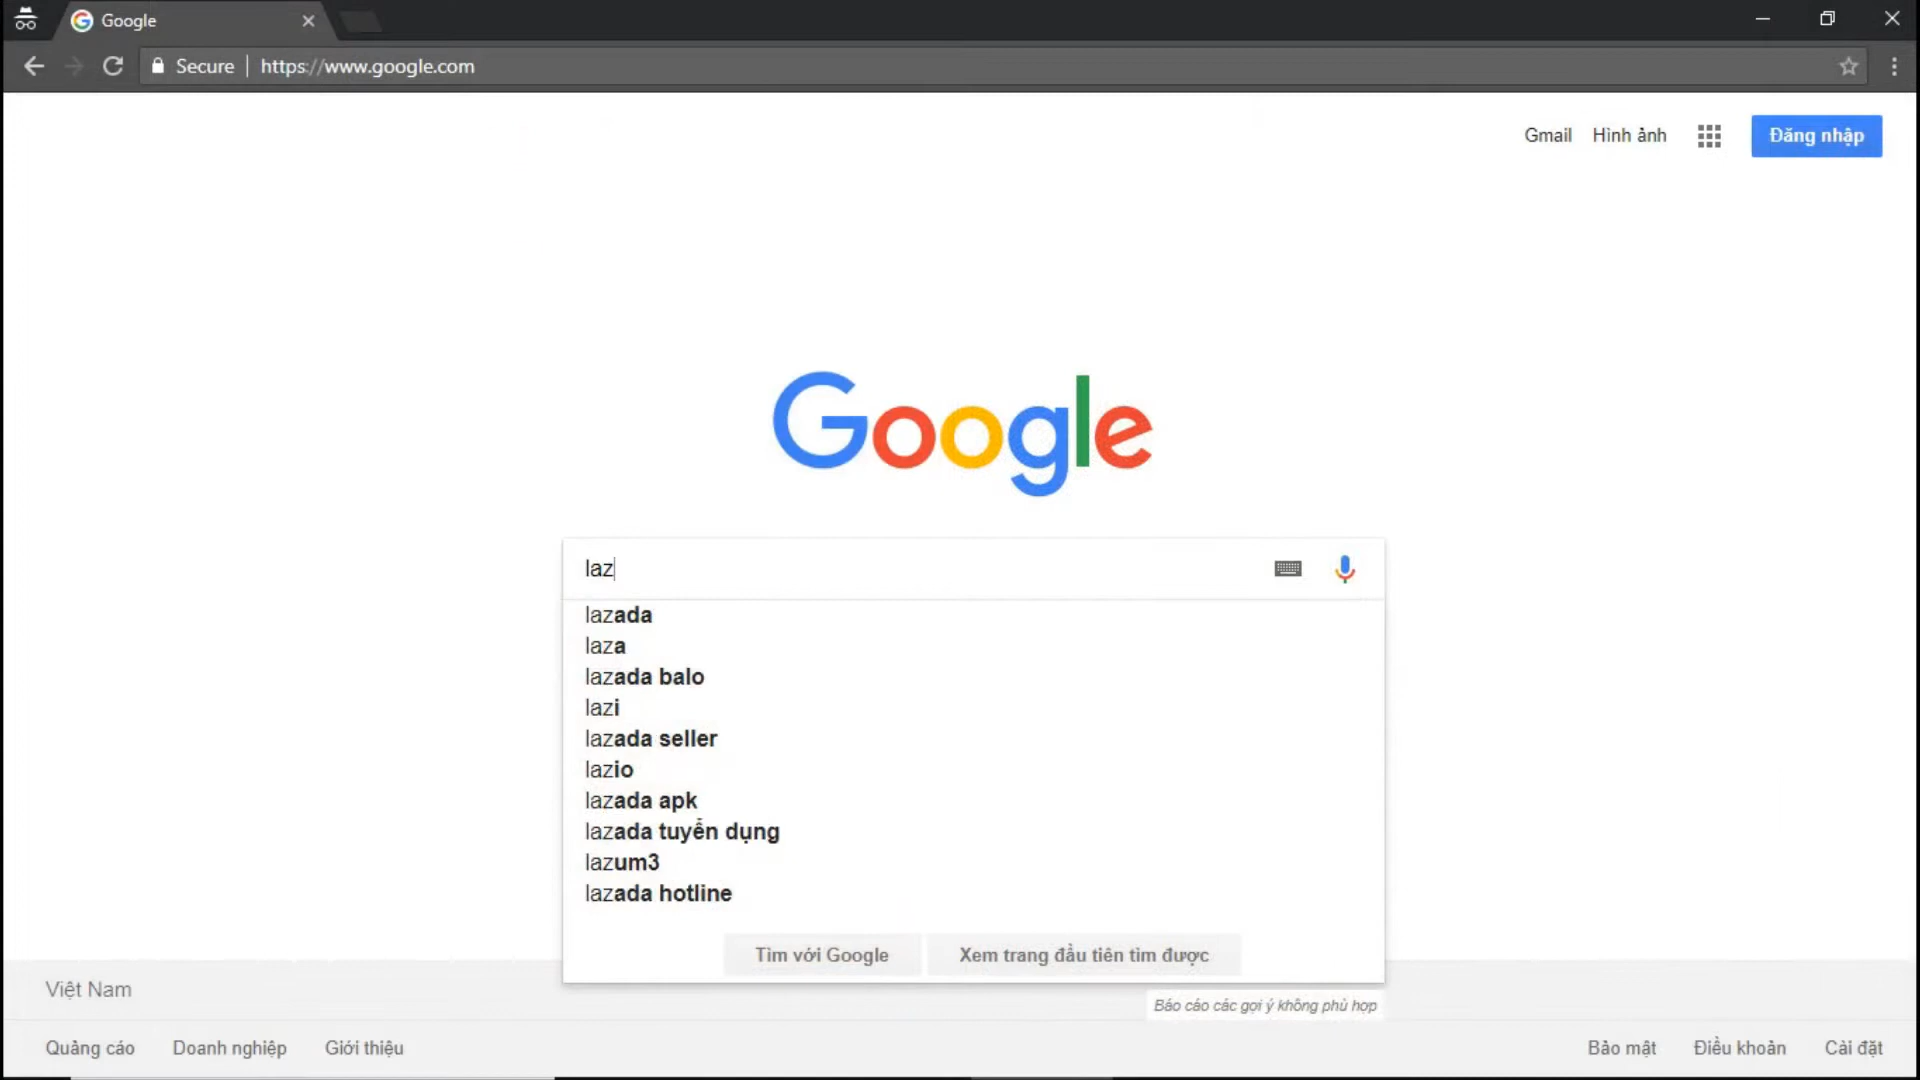 Google
Secure | https://www.google.com
Gmail Hình ảnh Đăng nhập
Google
laz
lazada
laza
lazada balo
lazi
lazada seller
lazio
lazada apk
lazada tuyển dụng
lazum3
lazada hotline
Tìm với Google Xem trang đầu tiên tìm được
Việt Nam
Báo cáo các gợi ý không phù hợp
Quảng cáo Doanh nghiệp Giới thiệu Bảo mật Điều khoản Cài đặt